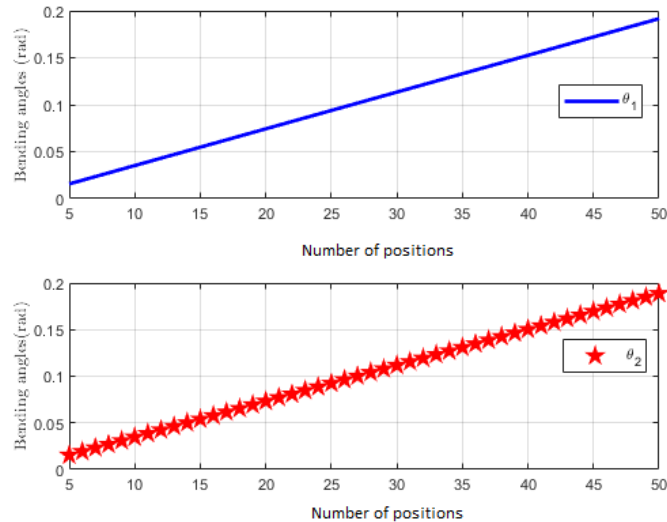 Bending angles (rad)
0.2
0.15
0.1
0.05
0
θ1
5 10 15 20 25 30 35 40 45 50
Number of positions
Bending angles(rad)
0.2
0.15
0.1
0.05
0
θ2
5 10 15 20 25 30 35 40 45 50
Number of positions